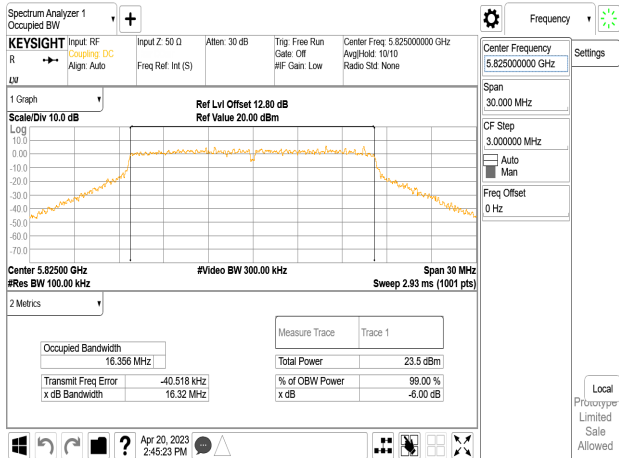 Spectrum Analyzer 1
Occupied BW
KEYSIGHT
R
LXI
Input: RF
Coupling: DC
Align: Auto
Input Z: 50 Ω
Freq Ref: Int (S)
Atten: 30 dB
Trig: Free Run
Gate: Off
#IF Gain: Low
Center Freq: 5.825000000 GHz
Avg|Hold: 10/10
Radio Std: None
1 Graph
Scale/Div 10.0 dB
Ref Lvl Offset 12.80 dB
Ref Value 20.00 dBm
Log
10.0
0.00
-10.0
-20.0
-30.0
-40.0
-50.0
-60.0
-70.0
Center 5.82500 GHz
#Video BW 300.00 kHz
Span 30 MHz
#Res BW 100.00 kHz
Sweep 2.93 ms (1001 pts)
2 Metrics
Measure Trace Trace 1
Occupied Bandwidth
16.356 MHz
Total Power 23.5 dBm
Transmit Freq Error -40.518 kHz
% of OBW Power 99.00 %
x dB Bandwidth 16.32 MHz
x dB -6.00 dB
Apr 20, 2023
2:45:23 PM
?
Frequency
Center Frequency
5.825000000 GHz
Settings
Span
30.000 MHz
CF Step
3.000000 MHz
Auto
Man
Freq Offset
0 Hz
Local
Prototype
Limited
Sale
Allowed